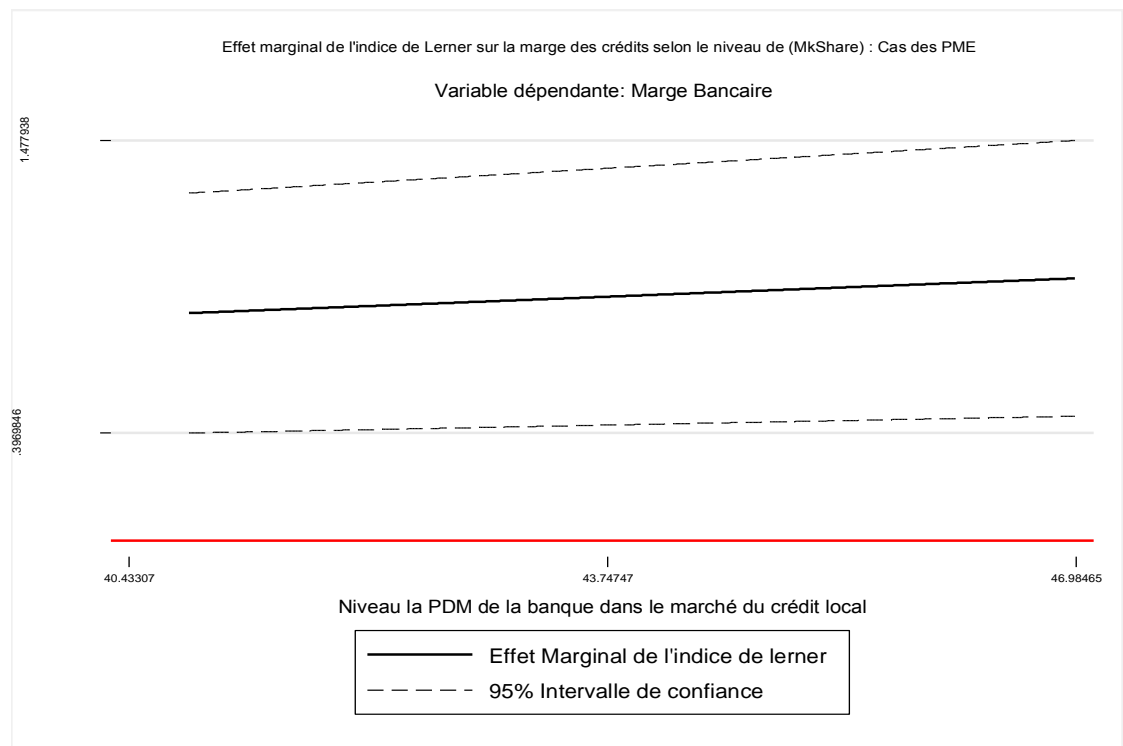 Effet marginal de l'indice de Lerner sur la marge des crédits selon le niveau de (MkShare) : Cas des PME
Variable dépendante: Marge Bancaire
1.477938
.3969846
40.43307
43.74747
46.98465
Niveau la PDM de la banque dans le marché du crédit local
Effet Marginal de l'indice de lerner
95% Intervalle de confiance